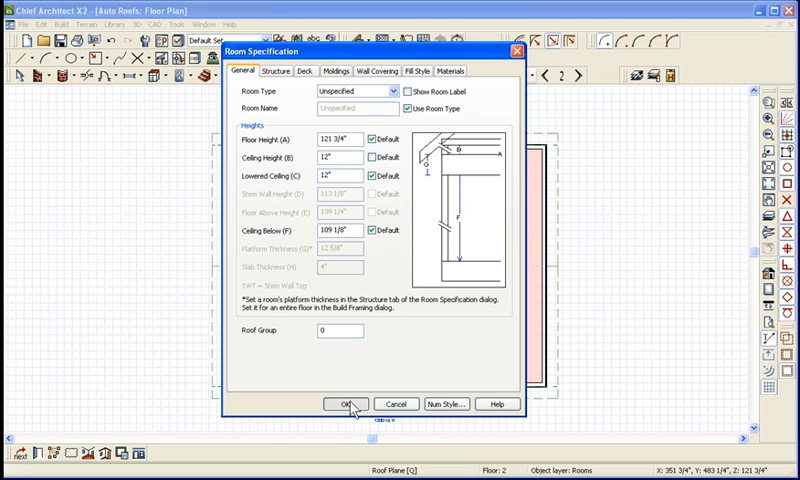 Chief Architect X2 - [Auto Roofs: Floor Plan]
File Edit Build Terrain Library 3D CAD Tools Window Help
Default Set
Room Specification
General Structure Deck Moldings Wall Covering Fill Style Materials
Room Type Unspecified Show Room Label
Room Name Unspecified Use Room Type
Heights
Floor Height (A) 121 3/4" Default
Ceiling Height (B) 12" Default
Lowered Ceiling (C) 12" Default
Stem Wall Height (D) 113 1/8" Default
Floor Above Height (E) 139 1/4" Default
Ceiling Below (F) 109 1/8" Default
Platform Thickness (G)* 12 5/8"
Slab Thickness (H) 4"
SWT = Stem Wall Top
A
B
G
F
*Set a room's platform thickness in the Structure tab of the Room Specification dialog.
Set it for an entire floor in the Build Framing dialog.
Roof Group 0
OK Cancel Num Style... Help
2
next
Roof Plane [Q] Floor: 2 Object layer: Rooms X: 351 3/4", Y: 483 1/4", Z: 121 3/4"